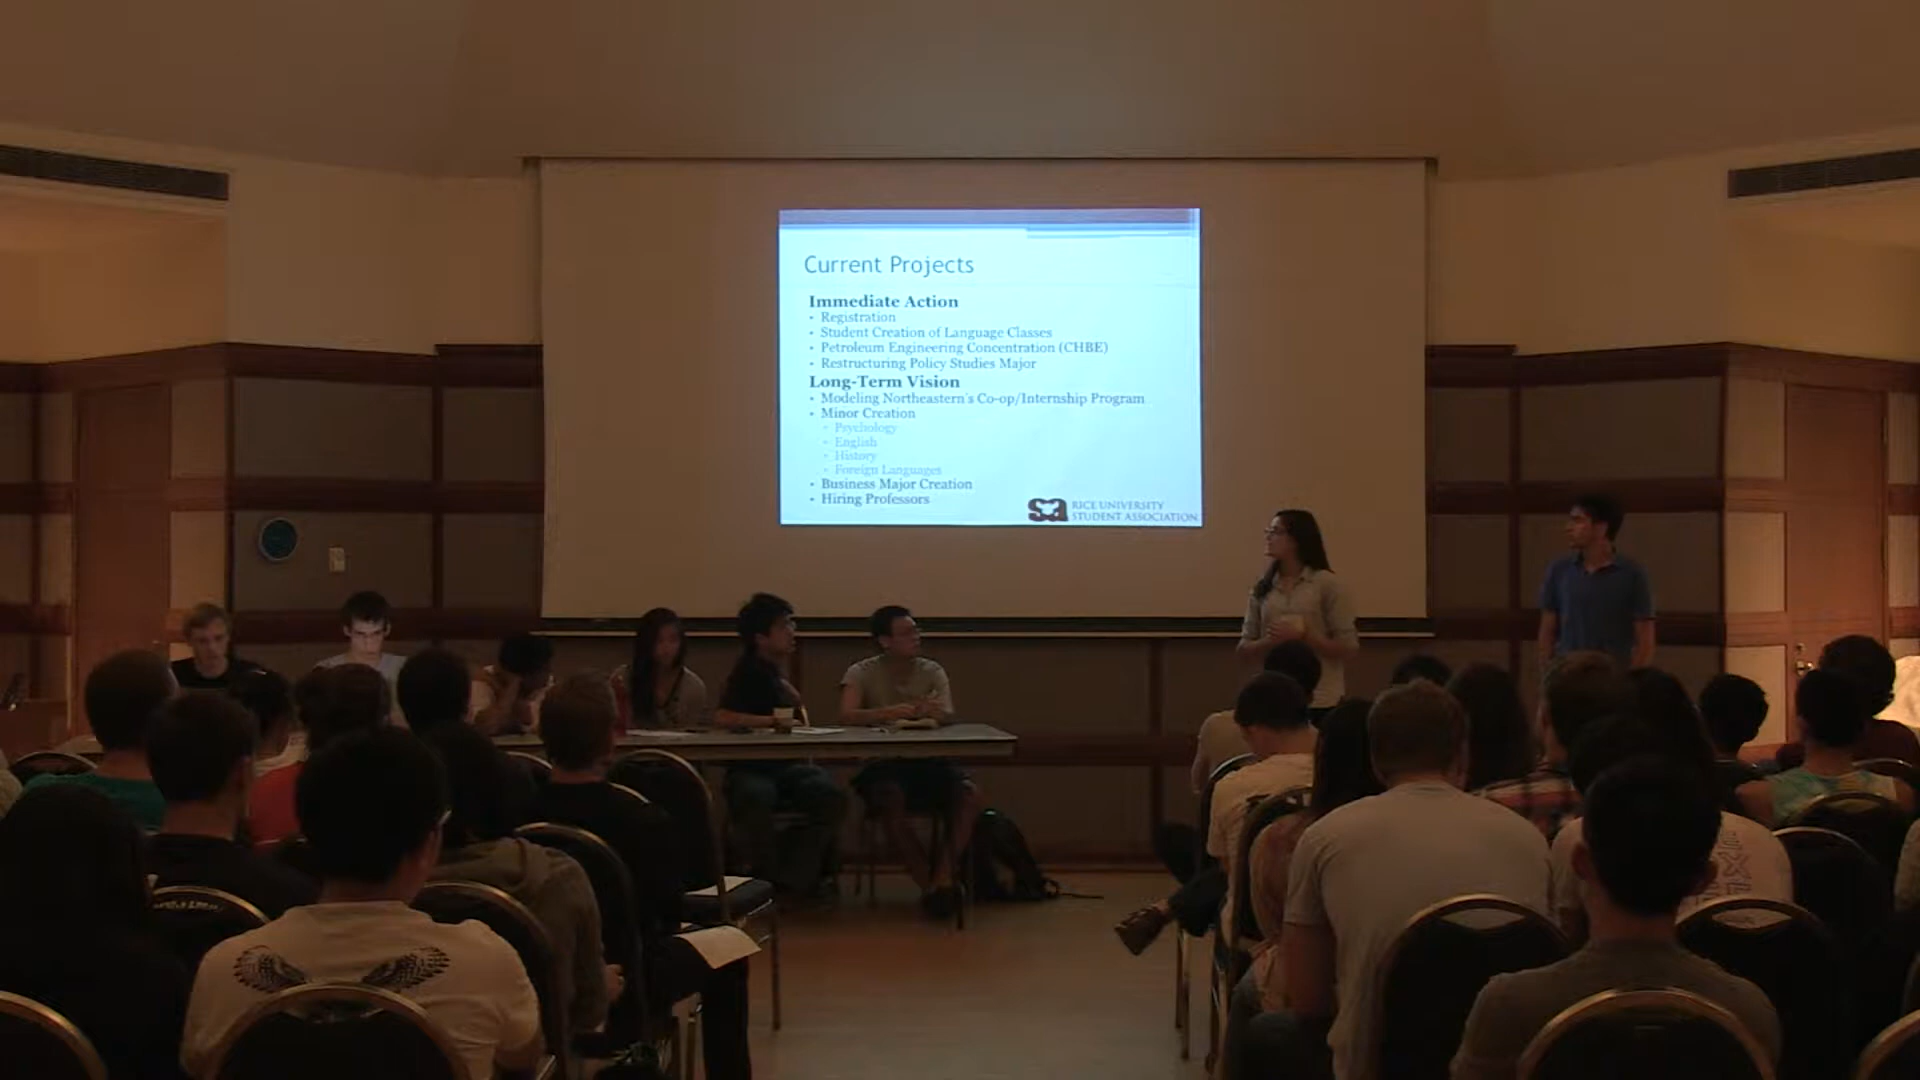 Current Projects
Immediate Action
• Registration
• Student Creation of Language Classes
• Petroleum Engineering Concentration (CHBE)
• Restructuring Policy Studies Major
Long-Term Vision
• Modeling Northeastern's Co-op/Internship Program
• Minor Creation
• Psychology
• English
• History
• Foreign Languages
• Business Major Creation
• Hiring Professors
sa RICE UNIVERSITY
STUDENT ASSOCIATION